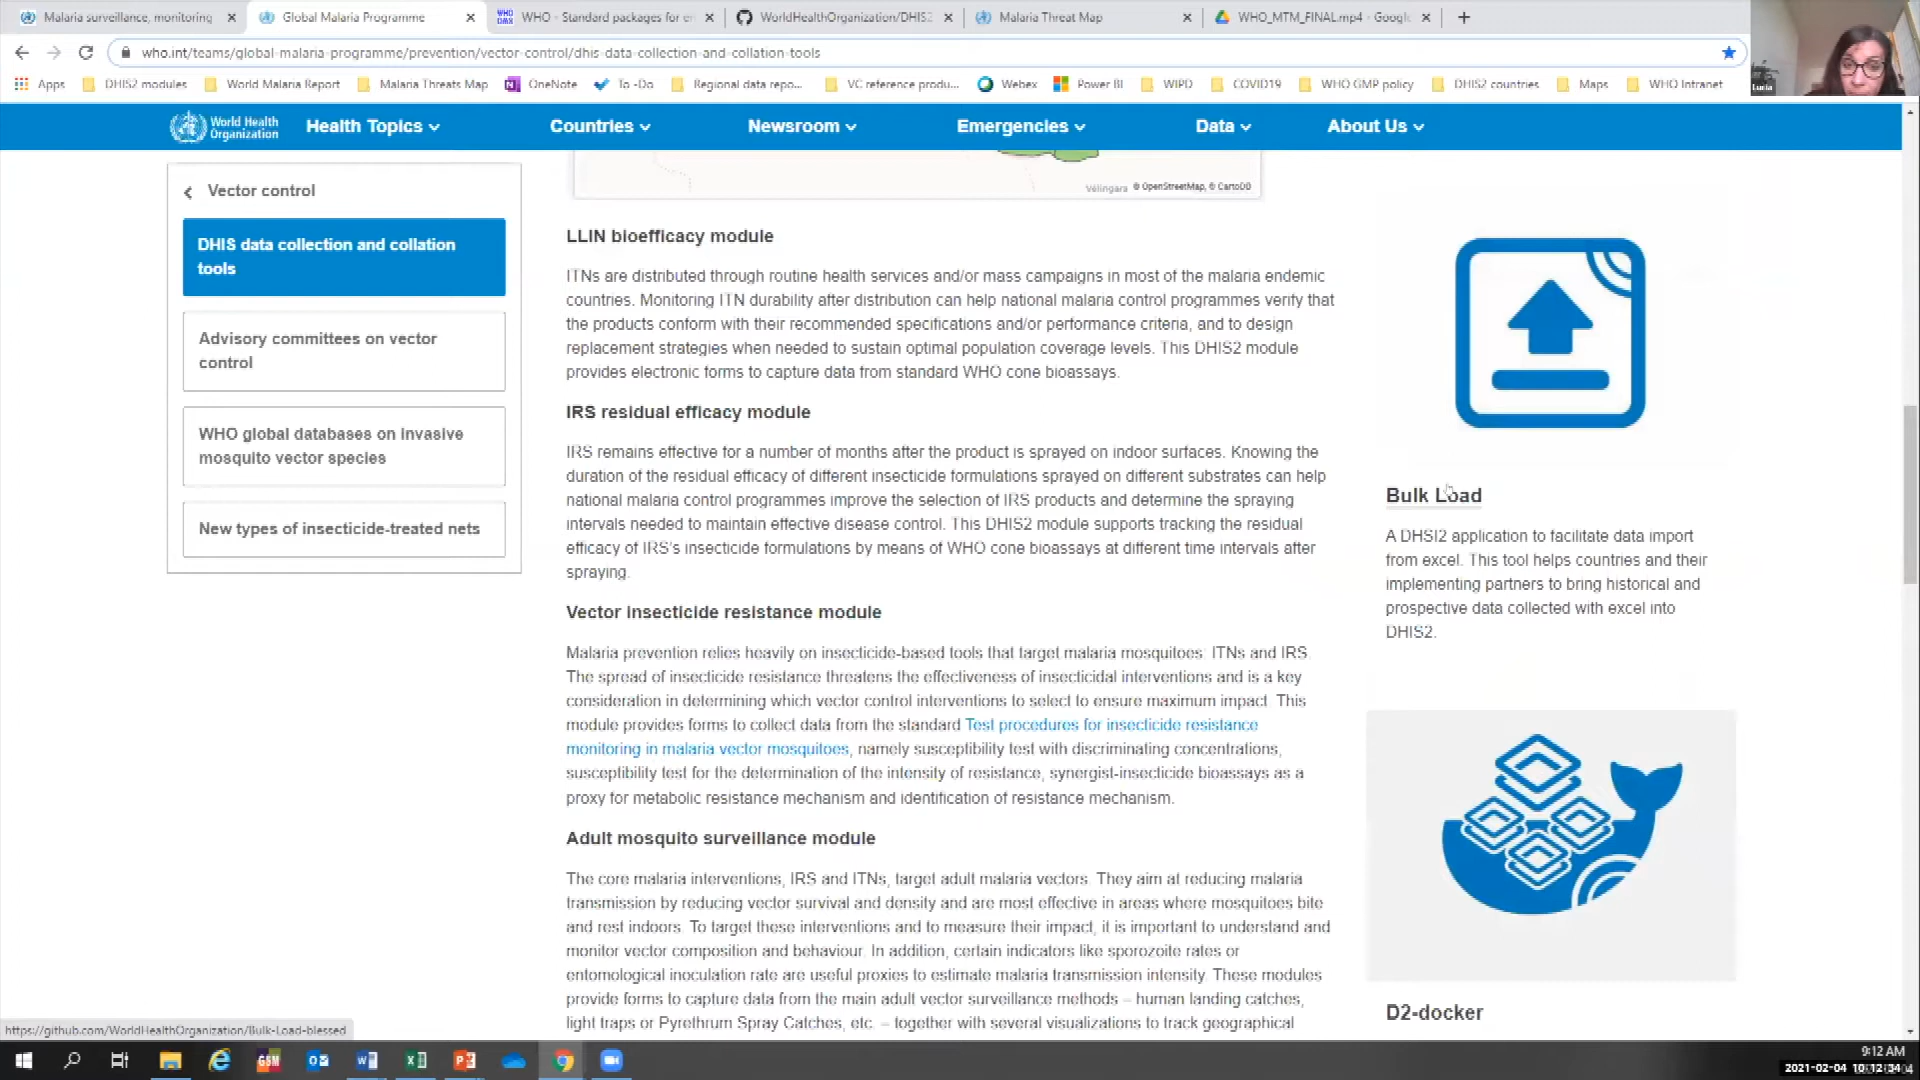 Malaria surveillance, monitoring
Global Malaria Programme
WHO - Standard packages for en
WorldHealthOrganization/DHIS2
Malaria Threat Map
WHO_MTM_FINAL.mp4 - Google
who.int/teams/global-malaria-programme/prevention/vector-control/dhis-data-collection-and-collation-tools
Apps DHIS2 modules World Malaria Report Malaria Threats Map OneNote To-Do Regional data repo... VC reference produ... Webex Power BI WIPD COVID19 WHO GMP policy DHIS2 countries Maps WHO Intranet
Lucia
World Health
Organization
Health Topics Countries Newsroom Emergencies Data About Us
Vector control
DHIS data collection and collation
tools
Advisory committees on vector
control
WHO global databases on invasive
mosquito vector species
New types of insecticide-treated nets
Vélingara © OpenStreetMap, © CartoDB
LLIN bioefficacy module
ITNs are distributed through routine health services and/or mass campaigns in most of the malaria endemic
countries. Monitoring ITN durability after distribution can help national malaria control programmes verify that
the products conform with their recommended specifications and/or performance criteria, and to design
replacement strategies when needed to sustain optimal population coverage levels. This DHIS2 module
provides electronic forms to capture data from standard WHO cone bioassays.
IRS residual efficacy module
IRS remains effective for a number of months after the product is sprayed on indoor surfaces. Knowing the
duration of the residual efficacy of different insecticide formulations sprayed on different substrates can help
national malaria control programmes improve the selection of IRS products and determine the spraying
intervals needed to maintain effective disease control. This DHIS2 module supports tracking the residual
efficacy of IRS's insecticide formulations by means of WHO cone bioassays at different time intervals after
spraying.
Vector insecticide resistance module
Malaria prevention relies heavily on insecticide-based tools that target malaria mosquitoes: ITNs and IRS.
The spread of insecticide resistance threatens the effectiveness of insecticidal interventions and is a key
consideration in determining which vector control interventions to select to ensure maximum impact. This
module provides forms to collect data from the standard Test procedures for insecticide resistance
monitoring in malaria vector mosquitoes, namely susceptibility test with discriminating concentrations,
susceptibility test for the determination of the intensity of resistance, synergist-insecticide bioassays as a
proxy for metabolic resistance mechanism and identification of resistance mechanism.
Adult mosquito surveillance module
The core malaria interventions, IRS and ITNs, target adult malaria vectors. They aim at reducing malaria
transmission by reducing vector survival and density and are most effective in areas where mosquitoes bite
and rest indoors. To target these interventions and to measure their impact, it is important to understand and
monitor vector composition and behaviour. In addition, certain indicators like sporozoite rates or
entomological inoculation rate are useful proxies to estimate malaria transmission intensity. These modules
provide forms to capture data from the main adult vector surveillance methods – human landing catches,
light traps or Pyrethrum Spray Catches, etc. – together with several visualizations to track geographical
Bulk Load
A DHSI2 application to facilitate data import
from excel. This tool helps countries and their
implementing partners to bring historical and
prospective data collected with excel into
DHIS2.
D2-docker
https://github.com/WorldHealthOrganization/Bulk-Load-blessed
GSM
9:12 AM
2021-02-04 10:12:34